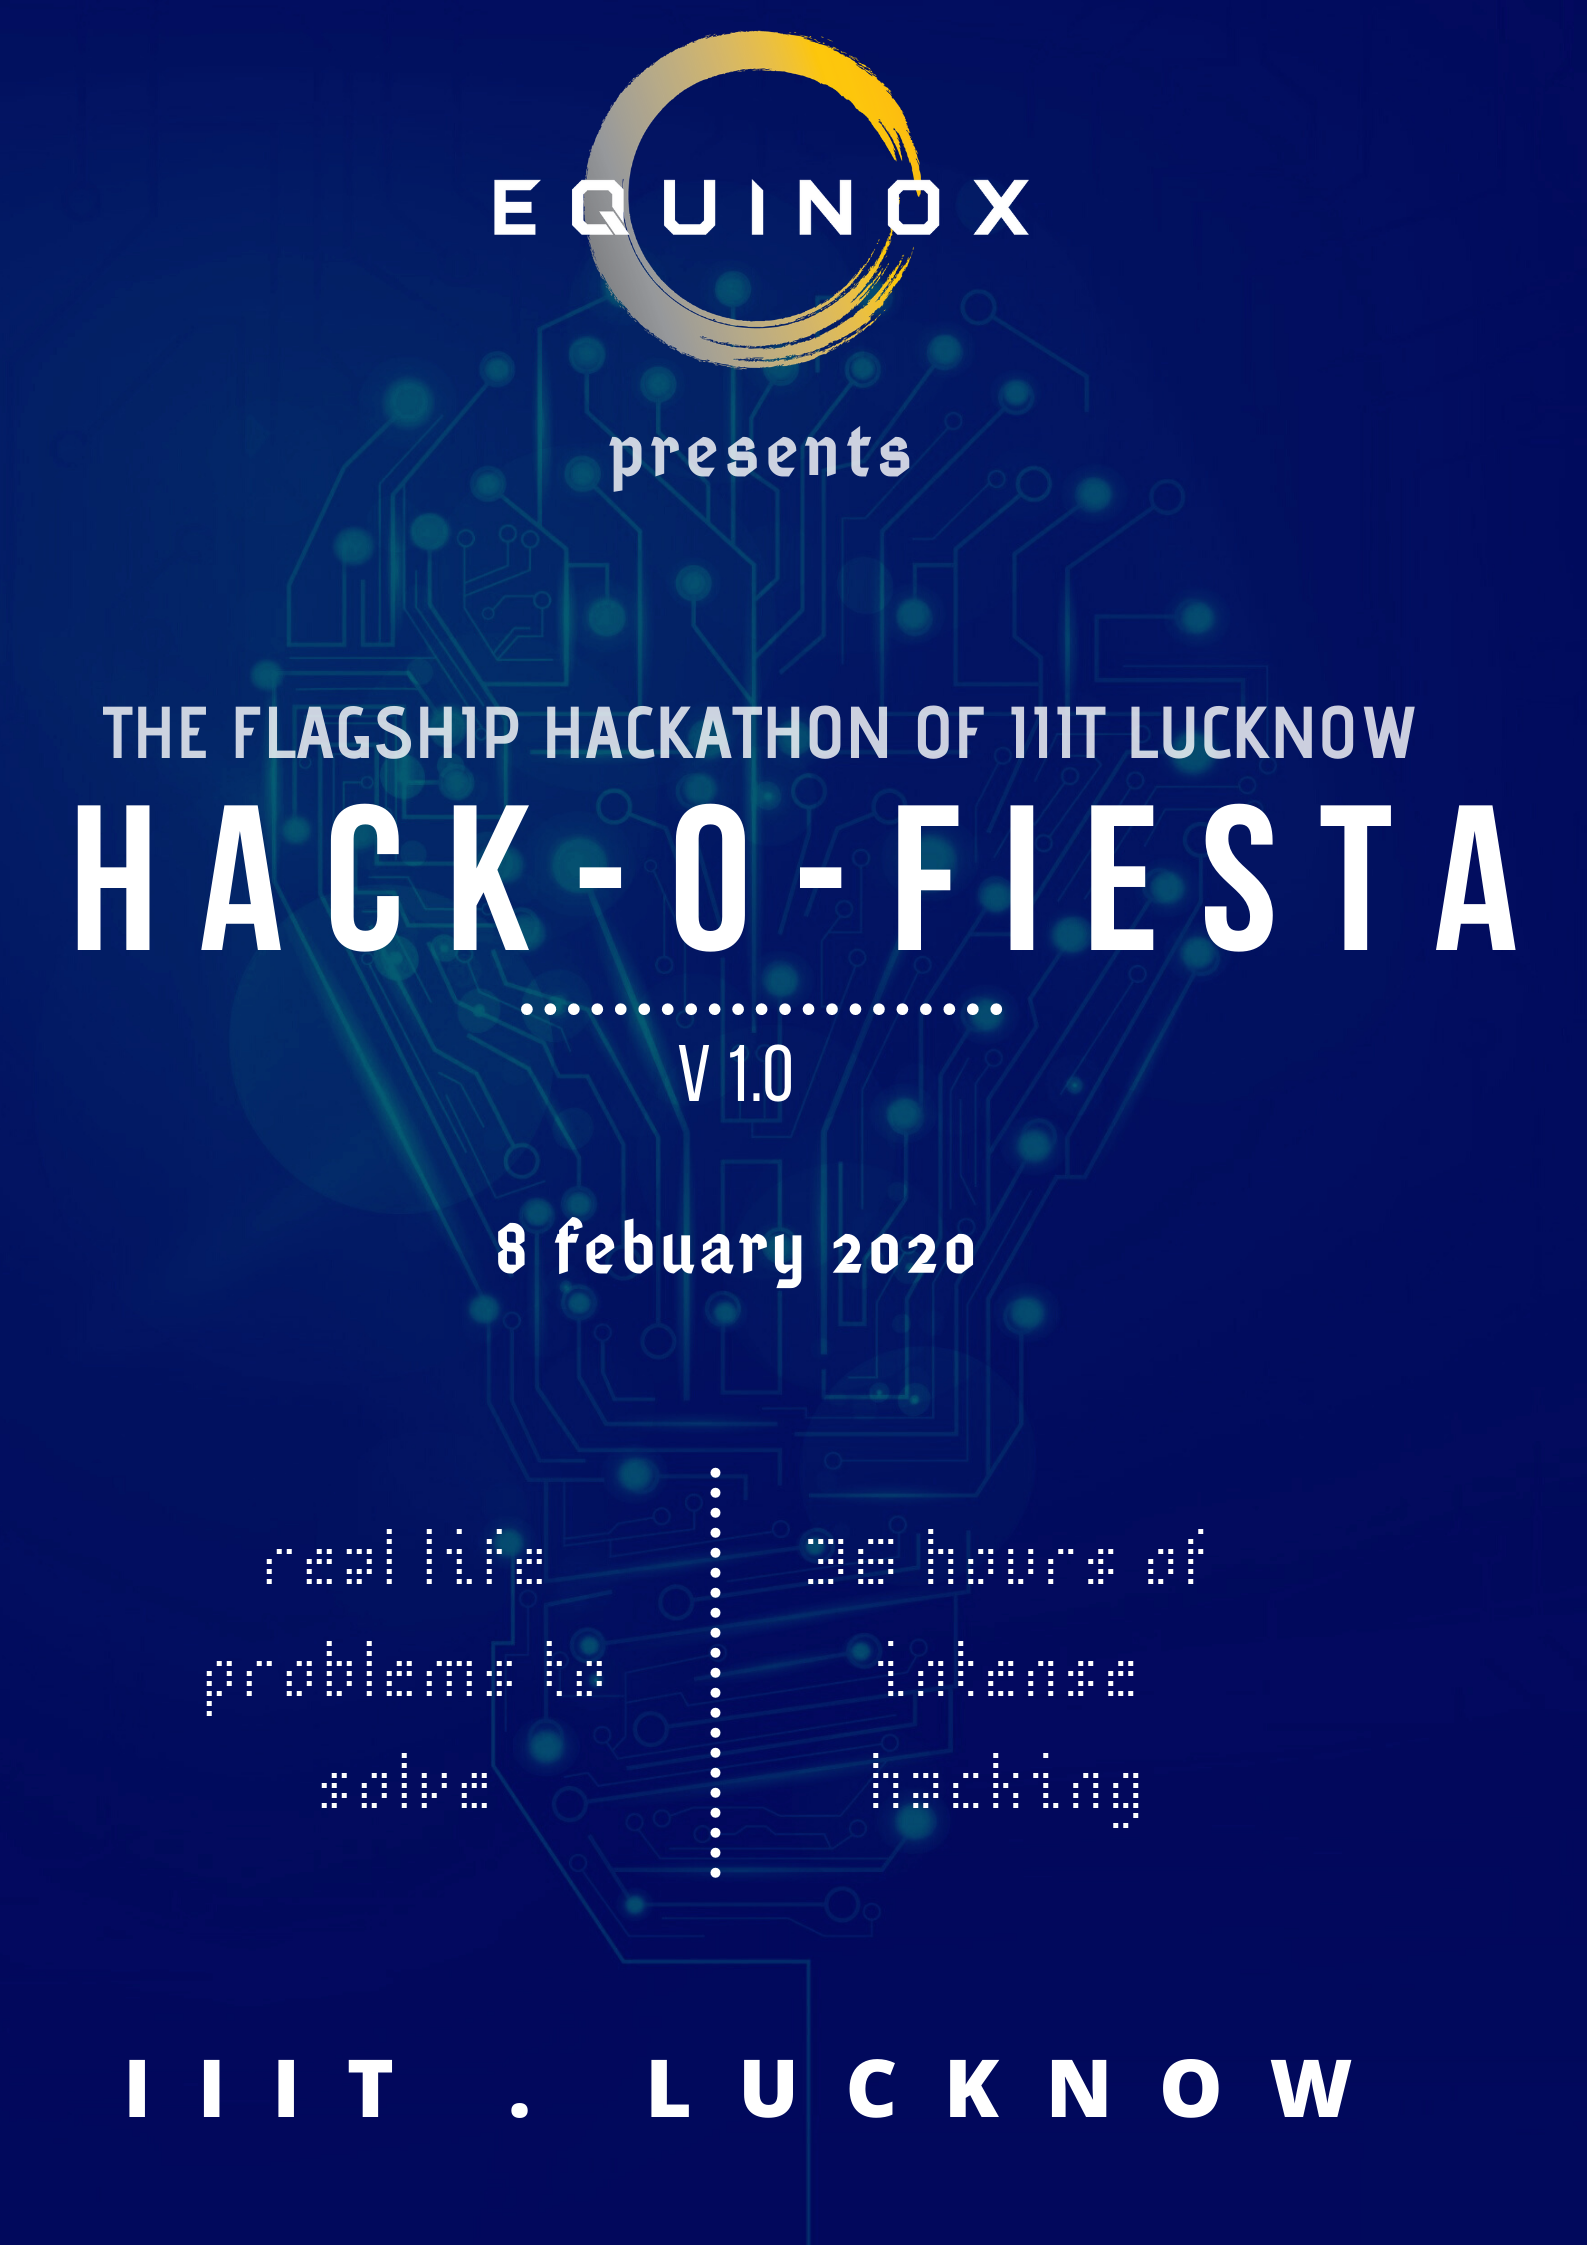 EQUINOX
presents
THE FLAGSHIP HACKATHON OF IIIT LUCKNOW
HACK-O-FIESTA
V 1.0
8 febuary 2020
real life
problems to
solve
36 hours of
intense
hacking
IIIT . LUCKNOW